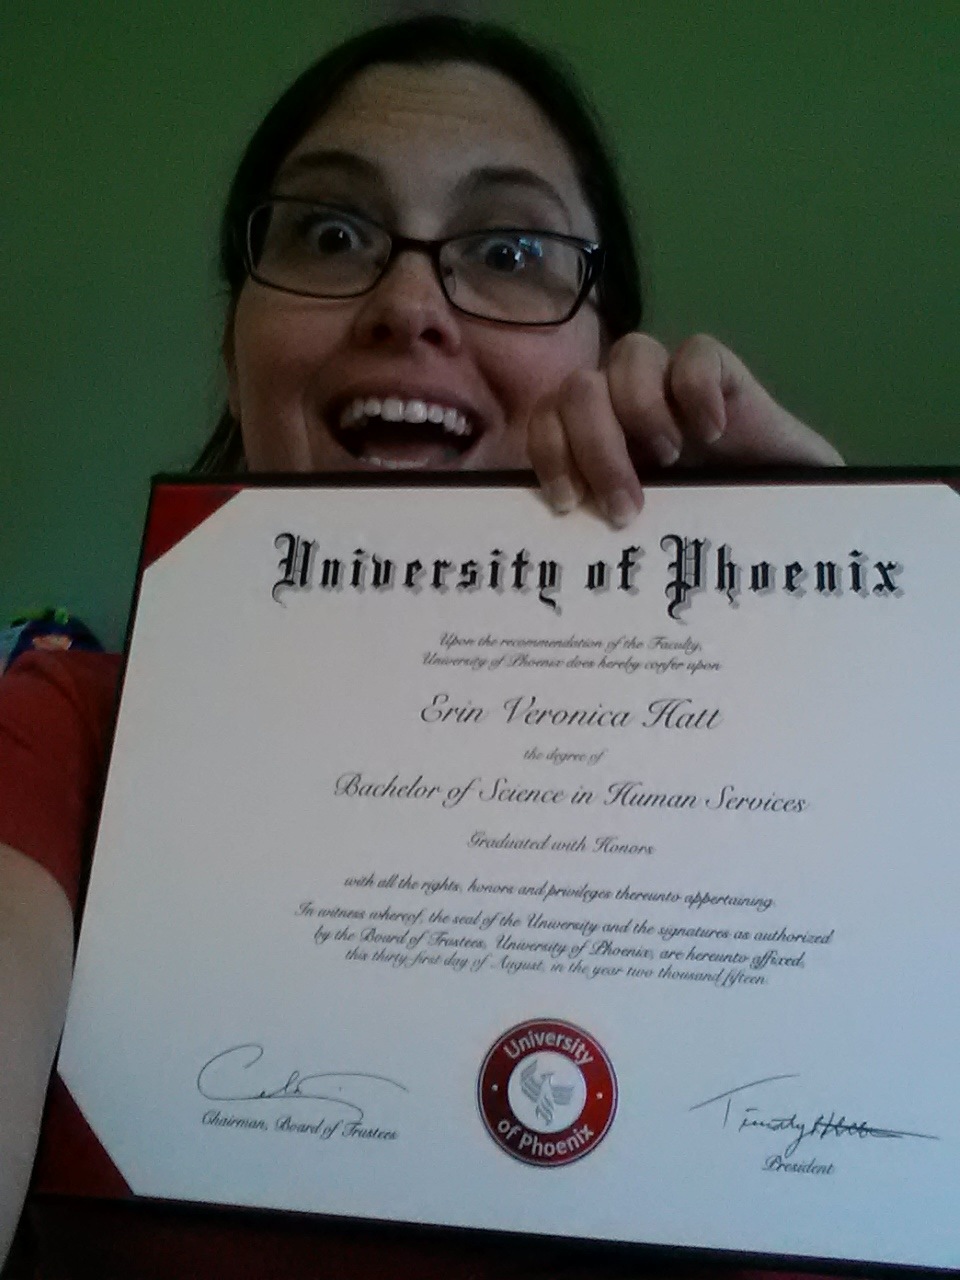 University of Phoenix
Upon the recommendation of the Faculty,
University of Phoenix does hereby confer upon
Erin Veronica Hatt
the degree of
Bachelor of Science in Human Services
Graduated with Honors
with all the rights, honors and privileges thereunto appertaining.
In witness whereof, the seal of the University and the signatures as authorized
by the Board of Trustees, University of Phoenix, are hereunto affixed,
this thirty-first day of August, in the year two thousand fifteen.
Chairman, Board of Trustees
University
of Phoenix
Timothy
President